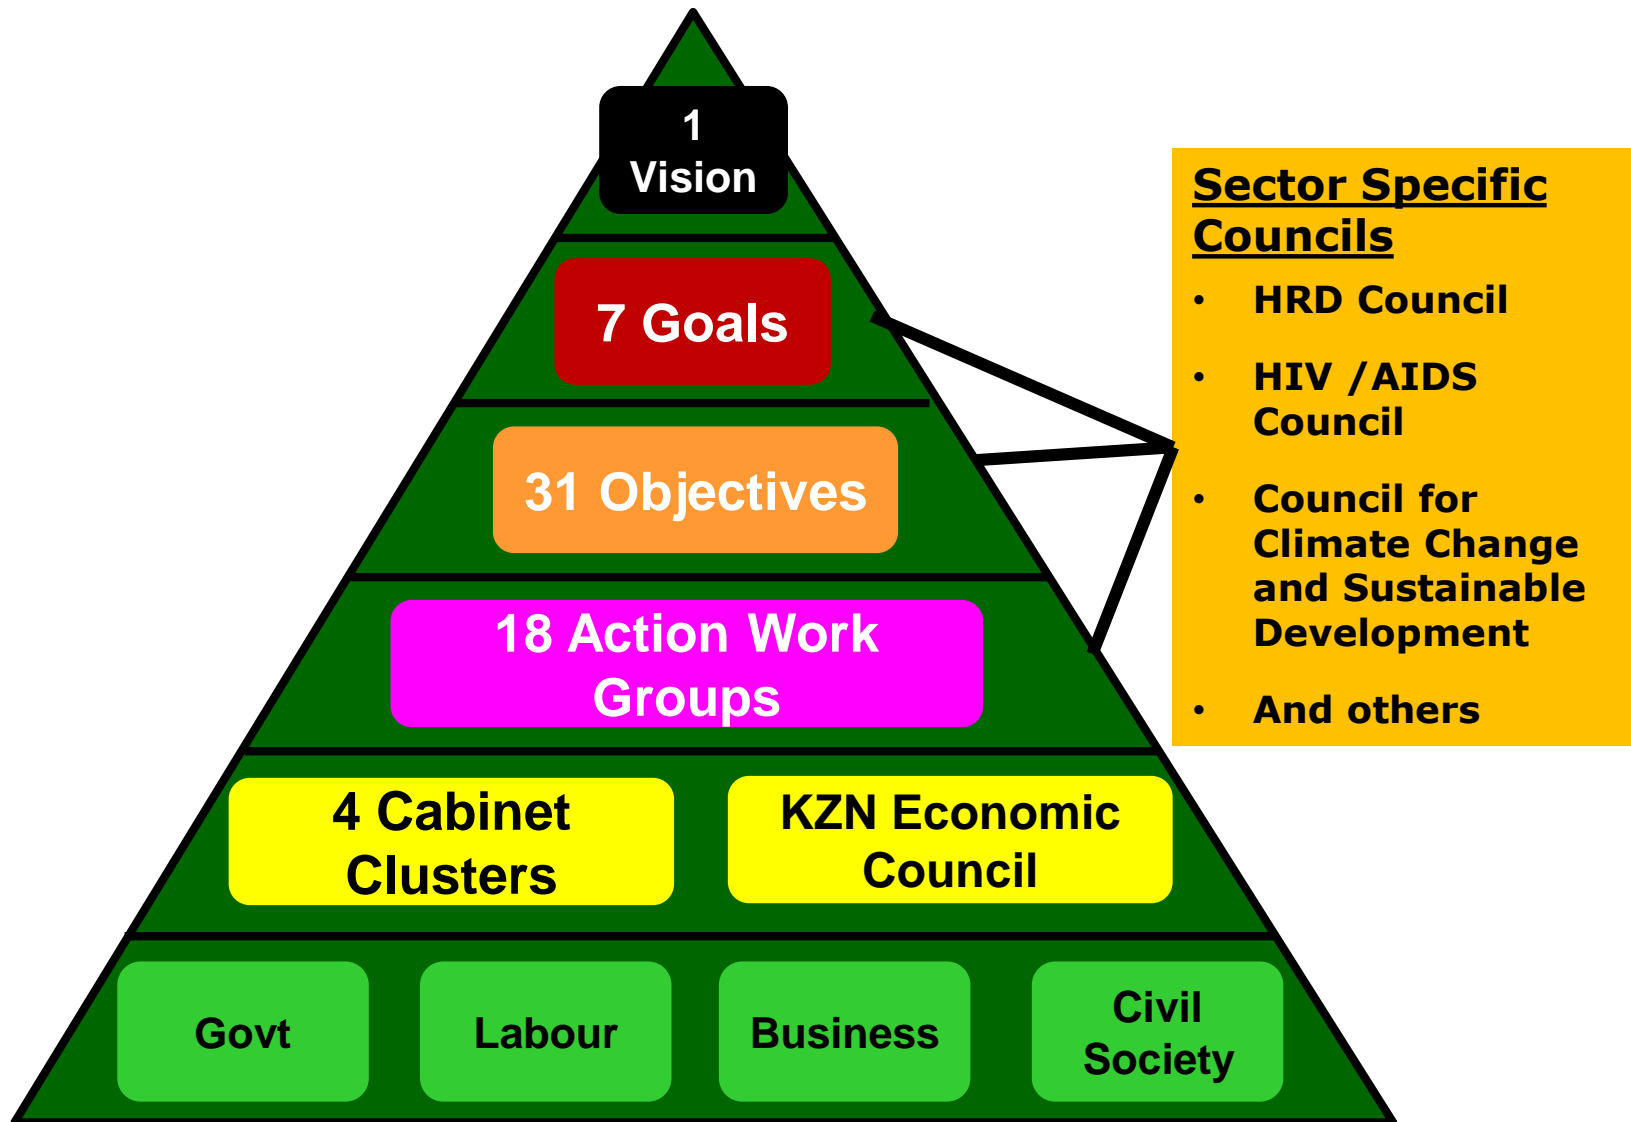 1
Vision
7 Goals
31 Objectives
18 Action Work
Groups
4 Cabinet
Clusters
KZN Economic
Council
Govt
Labour
Business
Civil
Society
Sector Specific
Councils
• HRD Council
• HIV /AIDS
Council
• Council for
Climate Change
and Sustainable
Development
• And others